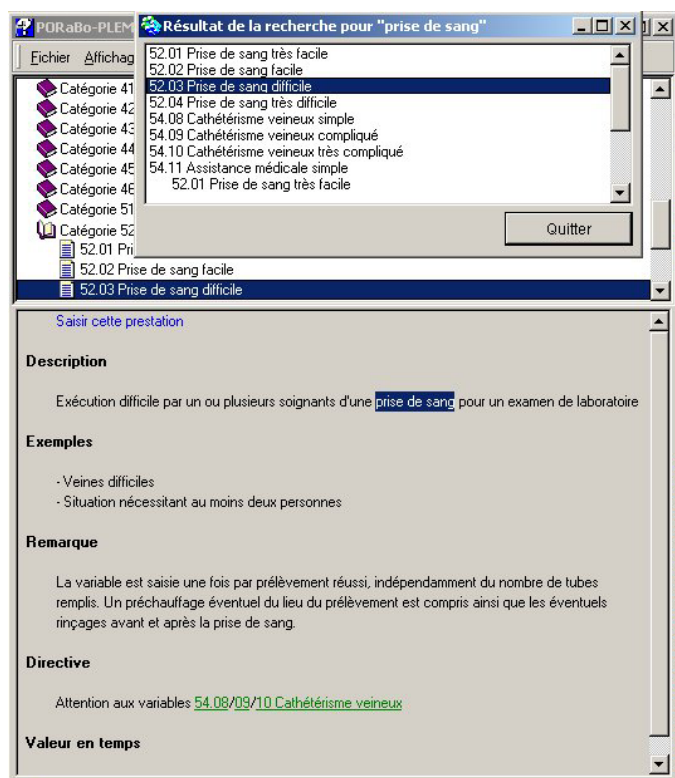 PORaBo-PLEM
Résultat de la recherche pour "prise de sang"
Fichier Affichag
52.01 Prise de sang très facile
52.02 Prise de sang facile
52.03 Prise de sang difficile
52.04 Prise de sang très difficile
54.08 Cathétérisme veineux simple
54.09 Cathétérisme veineux compliqué
54.10 Cathétérisme veineux très compliqué
54.11 Assistance médicale simple
52.01 Prise de sang très facile
Quitter
Catégorie 41
Catégorie 42
Catégorie 43
Catégorie 44
Catégorie 45
Catégorie 46
Catégorie 51
Catégorie 52
52.01 Pri
52.02 Prise de sang facile
52.03 Prise de sang difficile
Saisir cette prestation
Description
Exécution difficile par un ou plusieurs soignants d'une prise de sang pour un examen de laboratoire
Exemples
- Veines difficiles
- Situation nécessitant au moins deux personnes
Remarque
La variable est saisie une fois par prélèvement réussi, indépendamment du nombre de tubes
remplis. Un préchauffage éventuel du lieu du prélèvement est compris ainsi que les éventuels
rinçages avant et après la prise de sang.
Directive
Attention aux variables 54.08/09/10 Cathétérisme veineux
Valeur en temps